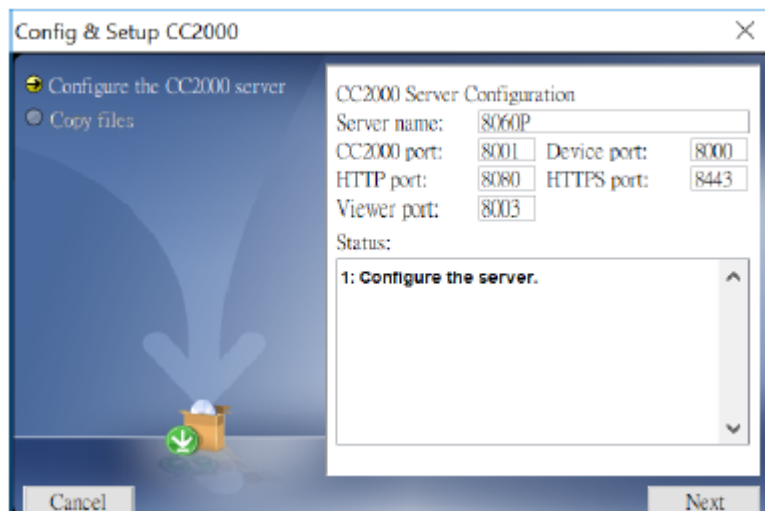 Config & Setup CC2000
Configure the CC2000 server
Copy files
CC2000 Server Configuration
Server name: 8060P
CC2000 port: 8001 Device port: 8000
HTTP port: 8080 HTTPS port: 8443
Viewer port: 8003
Status:
1: Configure the server.
Cancel Next